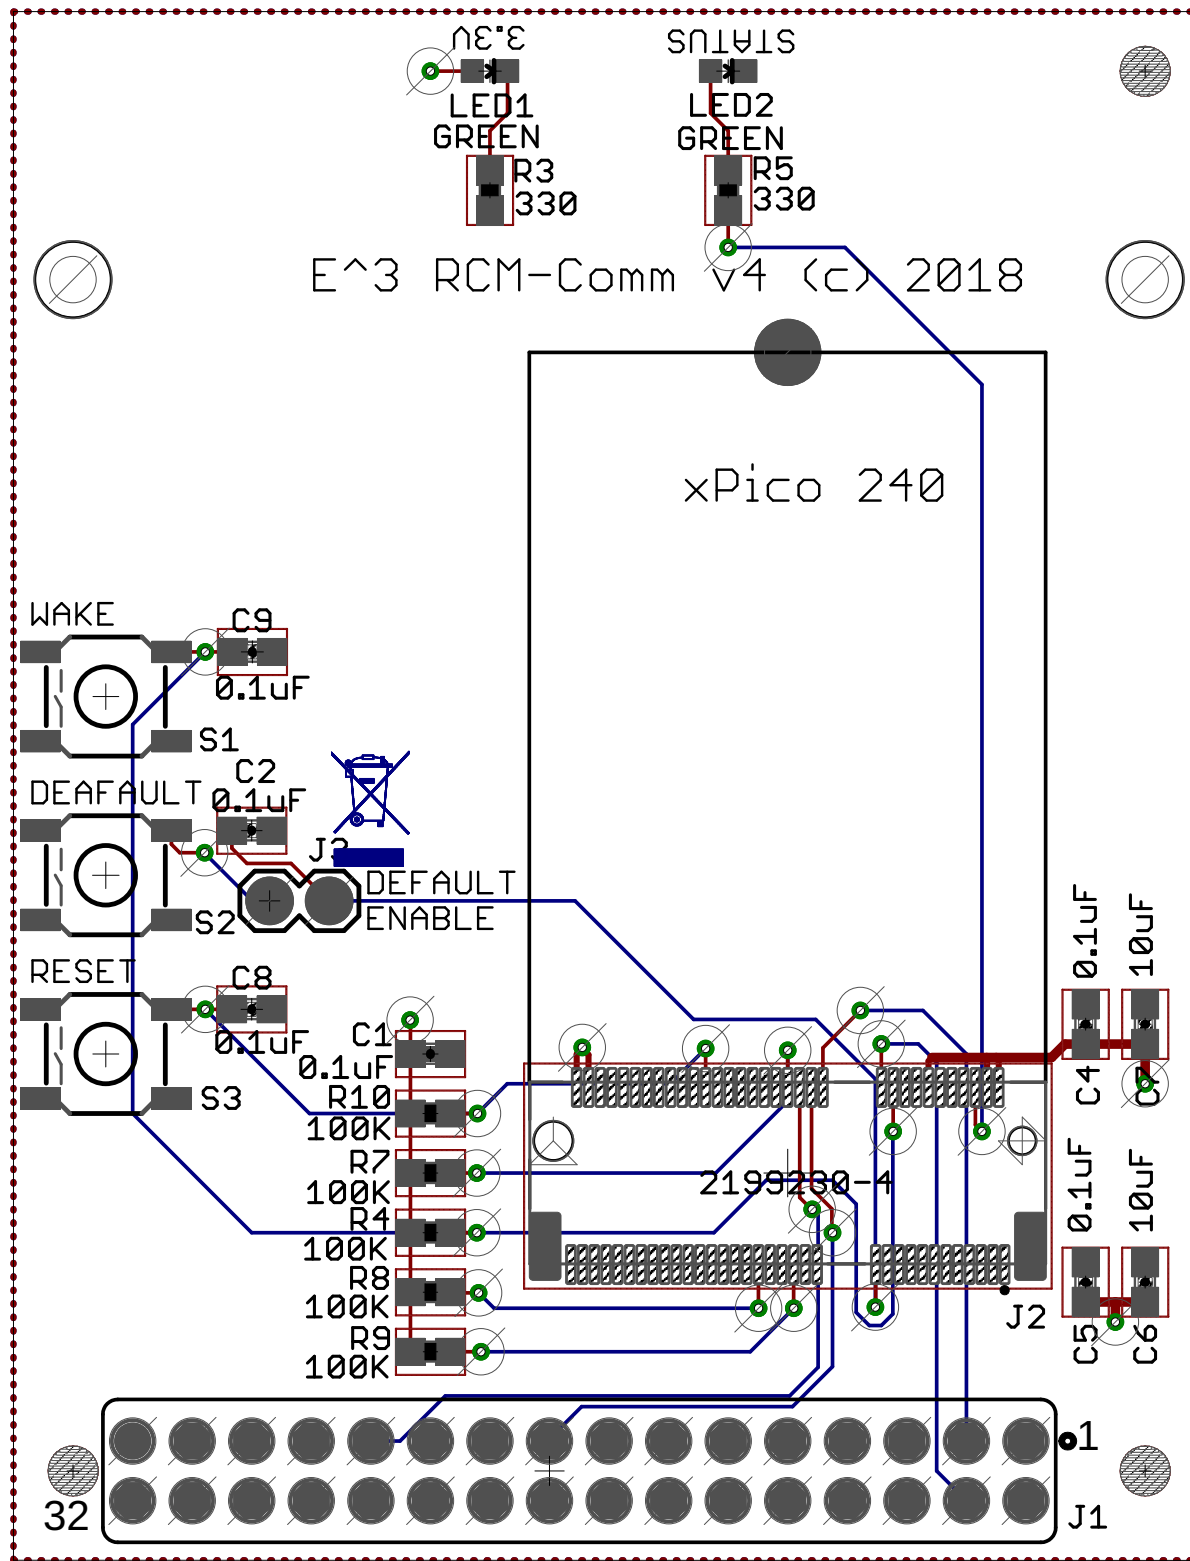 3.3V
STATUS
LED1
GREEN
LED2
GREEN
R3
330
R5
330
E^3 RCM-Comm v4 (c) 2018
xPico 240
WAKE
C9
0.1uF
S1
C2
DEAFAULT
0.1uF
J3
DEFAULT
ENABLE
S2
RESET
C8
0.1uF
S3
C1
0.1uF
R10
100K
R7
100K
R4
100K
R8
100K
R9
100K
0.1uF
10uF
C4
C7
2199230-4
0.1uF
10uF
J2
C5
C6
1
32
J1